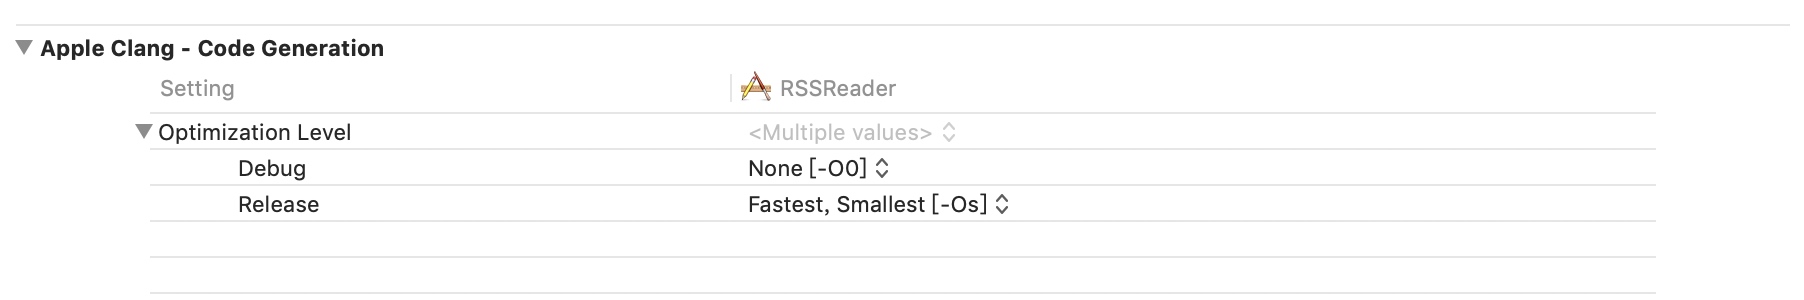 Apple Clang - Code Generation
Setting RSSReader
Optimization Level <Multiple values>
Debug None [-O0]
Release Fastest, Smallest [-Os]